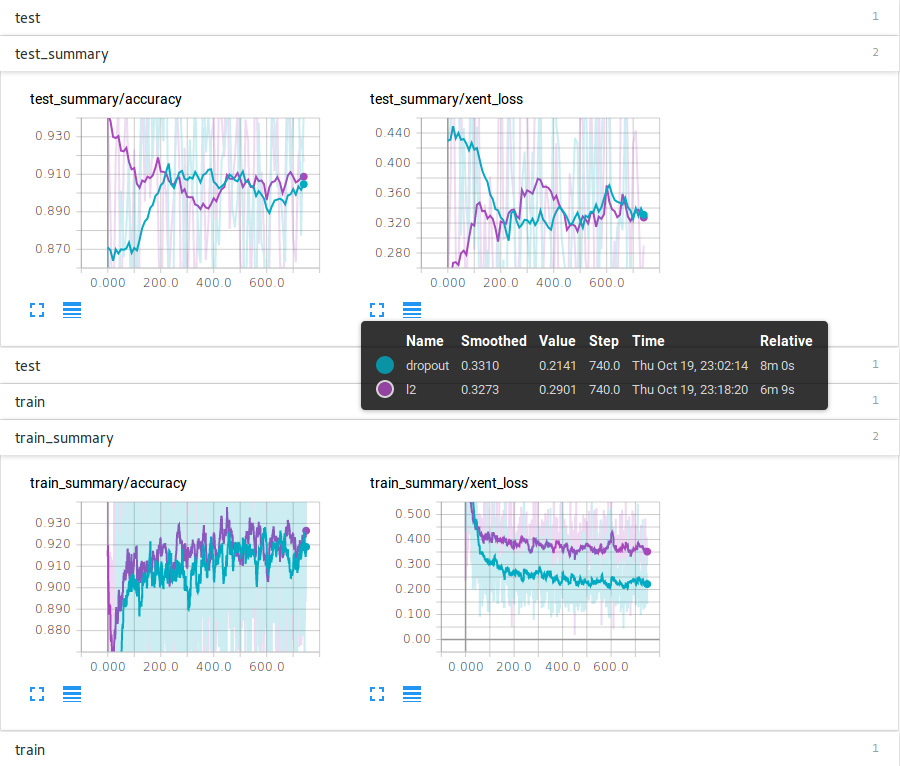 test 1
test_summary 2
test_summary/accuracy test_summary/xent_loss
0.930 0.440
0.910 0.400
0.890 0.360
0.870 0.320
0.280
0.000 200.0 400.0 600.0 0.000 200.0 400.0 600.0
Name Smoothed Value Step Time Relative
dropout 0.3310 0.2141 740.0 Thu Oct 19, 23:02:14 8m 0s
l2 0.3273 0.2901 740.0 Thu Oct 19, 23:18:20 6m 9s
test 1
train 1
train_summary 2
train_summary/accuracy train_summary/xent_loss
0.930 0.500
0.920 0.400
0.910 0.300
0.900 0.200
0.890 0.100
0.880 0.00
0.000 200.0 400.0 600.0 0.000 200.0 400.0 600.0
train 1